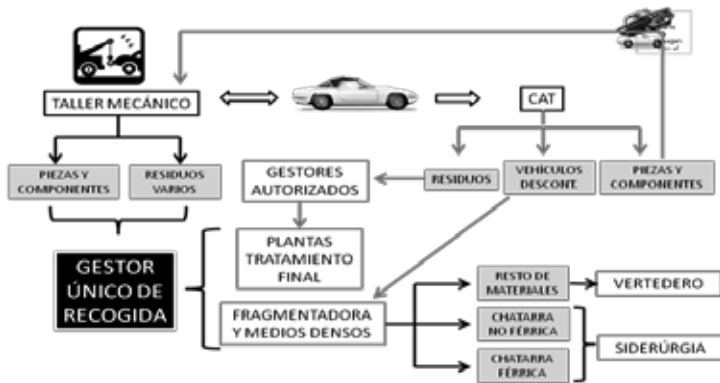 TALLER MECÁNICO
CAT
PIEZAS Y
COMPONENTES
RESIDUOS
VARIOS
GESTORES
AUTORIZADOS
RESIDUOS
VEHÍCULOS
DESCONT
PIEZAS Y
COMPONENTES
GESTOR
ÚNICO DE
RECOGIDA
PLANTAS
TRATAMIENTO
FINAL
FRAGMENTADORA
Y MEDIOS DENSOS
RESTO DE
MATERIALES
VERTEDERO
CHATARRA
NO FÉRRICA
SIDERÚRGIA
CHATARRA
FÉRRICA